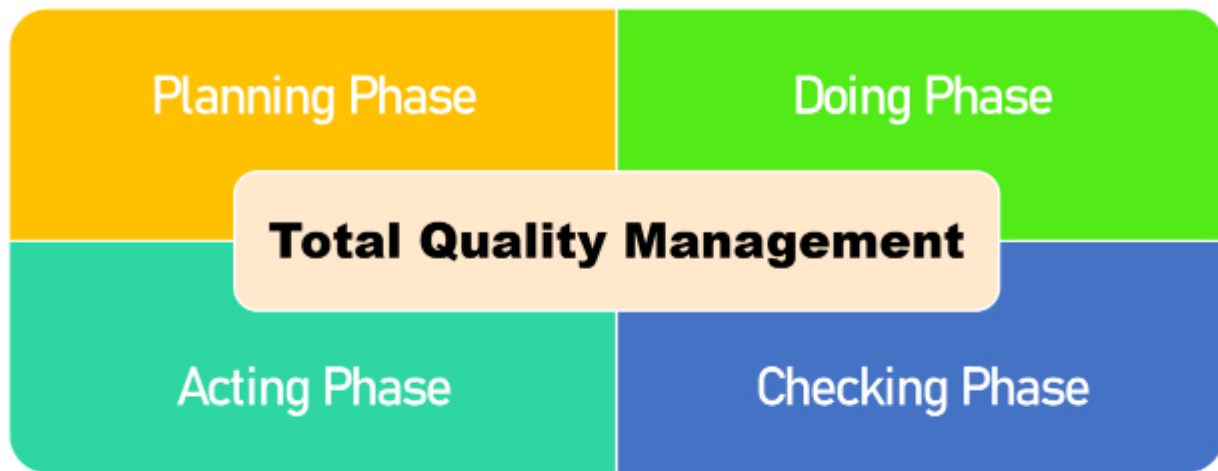 Planning Phase
Doing Phase
Total Quality Management
Acting Phase
Checking Phase